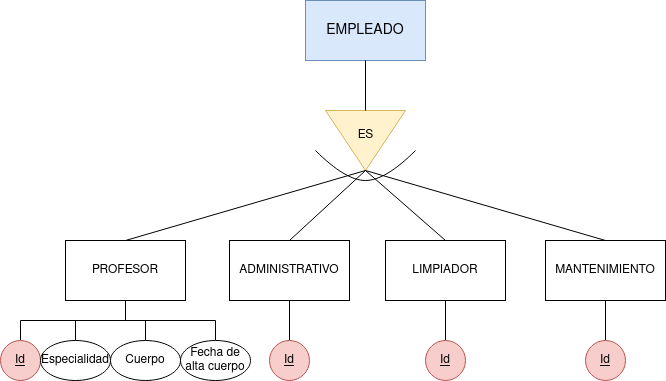 EMPLEADO
ES
PROFESOR
ADMINISTRATIVO
LIMPIADOR
MANTENIMIENTO
Id
Especialidad
Cuerpo
Fecha de
alta cuerpo
Id
Id
Id